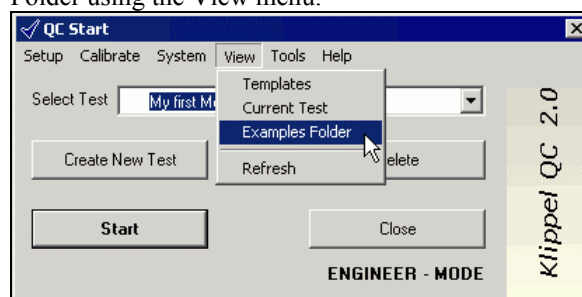 Folder using the View menu.
QC Start
Setup Calibrate System View Tools Help
Templates
Select Test My first M
Current Test
Examples Folder
Create New Test elete
Refresh
Start Close
ENGINEER - MODE
Klippel QC 2.0